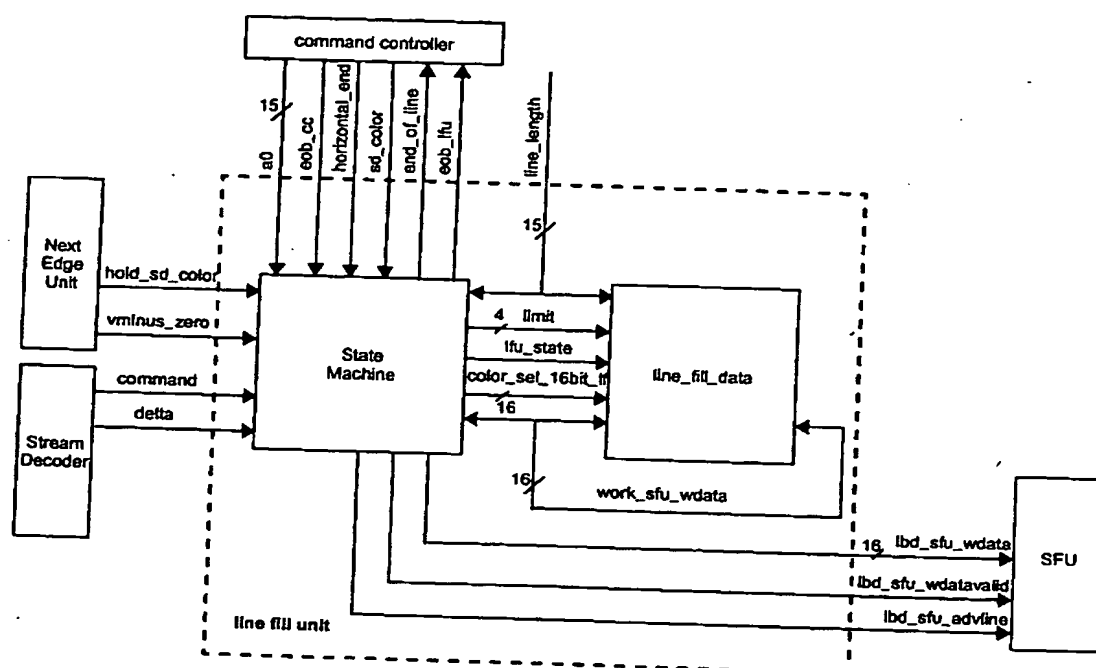 command controller
15
a0
eob_cc
horizontal_end
sd_color
end_of_line
eob_lfu
line_length
15
Next
Edge
Unit
hold_sd_color
vminus_zero
Stream
Decoder
command
delta
State
Machine
4
limit
lfu_state
color_sel_16bit_lf
16
line_fill_data
16
work_sfu_wdata
16
lbd_sfu_wdata
lbd_sfu_wdatavalid
lbd_sfu_advline
SFU
line fill unit